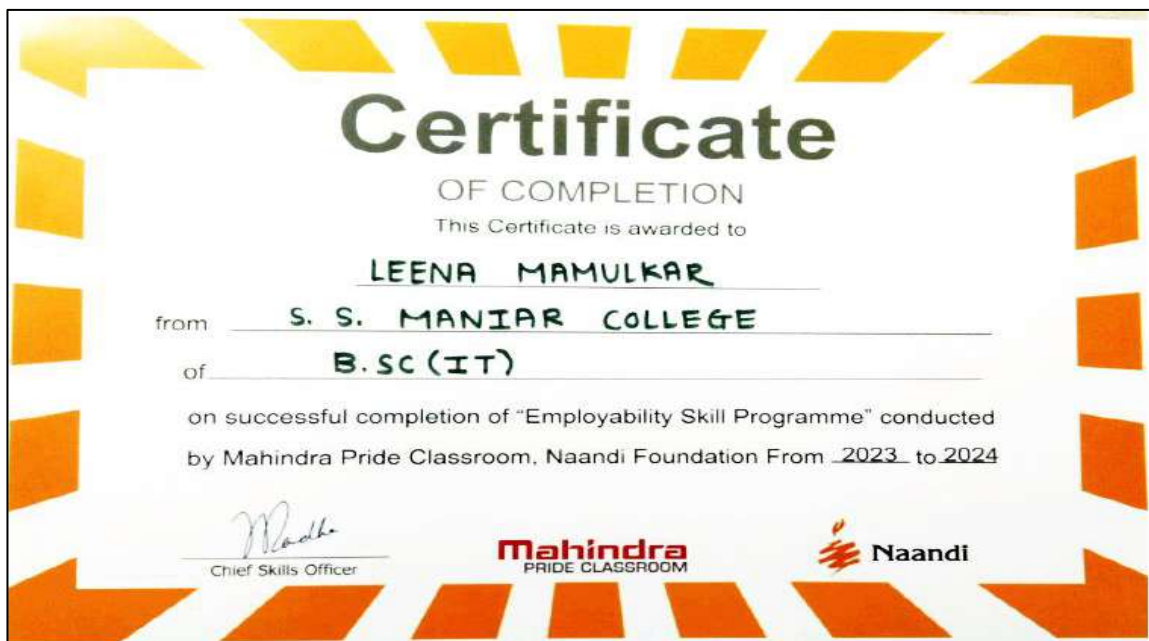 Certificate
OF COMPLETION
This Certificate is awarded to
LEENA MAMULKAR
from S. S. MANIAR COLLEGE
of B.SC (IT)
on successful completion of “Employability Skill Programme” conducted
by Mahindra Pride Classroom, Naandi Foundation From 2023 to 2024
Chief Skills Officer
Mahindra
PRIDE CLASSROOM
Naandi